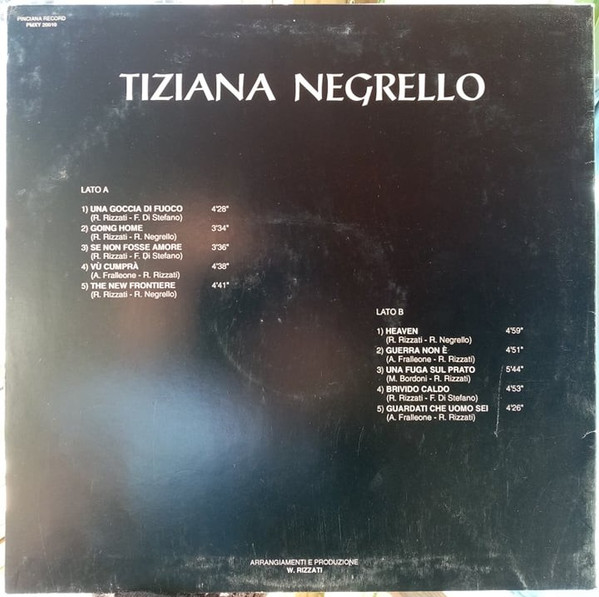 PINCIANA RECORD
PMXY 20610
TIZIANA NEGRELLO
LATO A
1) UNA GOCCIA DI FUOCO 4'28"
(R. Rizzati - F. Di Stefano)
2) GOING HOME 3'34"
(R. Rizzati - R. Negrello)
3) SE NON FOSSE AMORE 3'36"
(R. Rizzati - F. Di Stefano)
4) VÙ CUMPRÀ 4'38"
(A. Fralleone - R. Rizzati)
5) THE NEW FRONTIERE 4'41"
(R. Rizzati - R. Negrello)
LATO B
1) HEAVEN 4'59"
(R. Rizzati - R. Negrello)
2) GUERRA NON È 4'51"
(A. Fralleone - R. Rizzati)
3) UNA FUGA SUL PRATO 5'44"
(M. Bordoni - R. Rizzati)
4) BRIVIDO CALDO 4'53"
(R. Rizzati - F. Di Stefano)
5) GUARDATI CHE UOMO SEI 4'26"
(A. Fralleone - R. Rizzati)
ARRANGIAMENTI E PRODUZIONE
W. RIZZATI